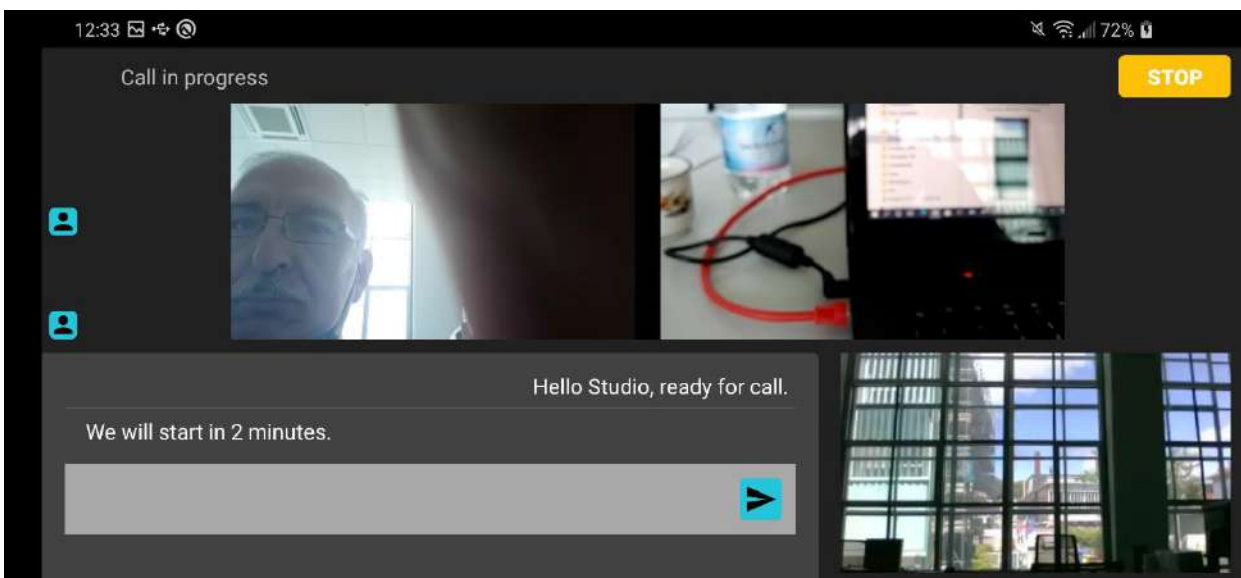 12:33
72%
Call in progress
STOP
Hello Studio, ready for call.
We will start in 2 minutes.